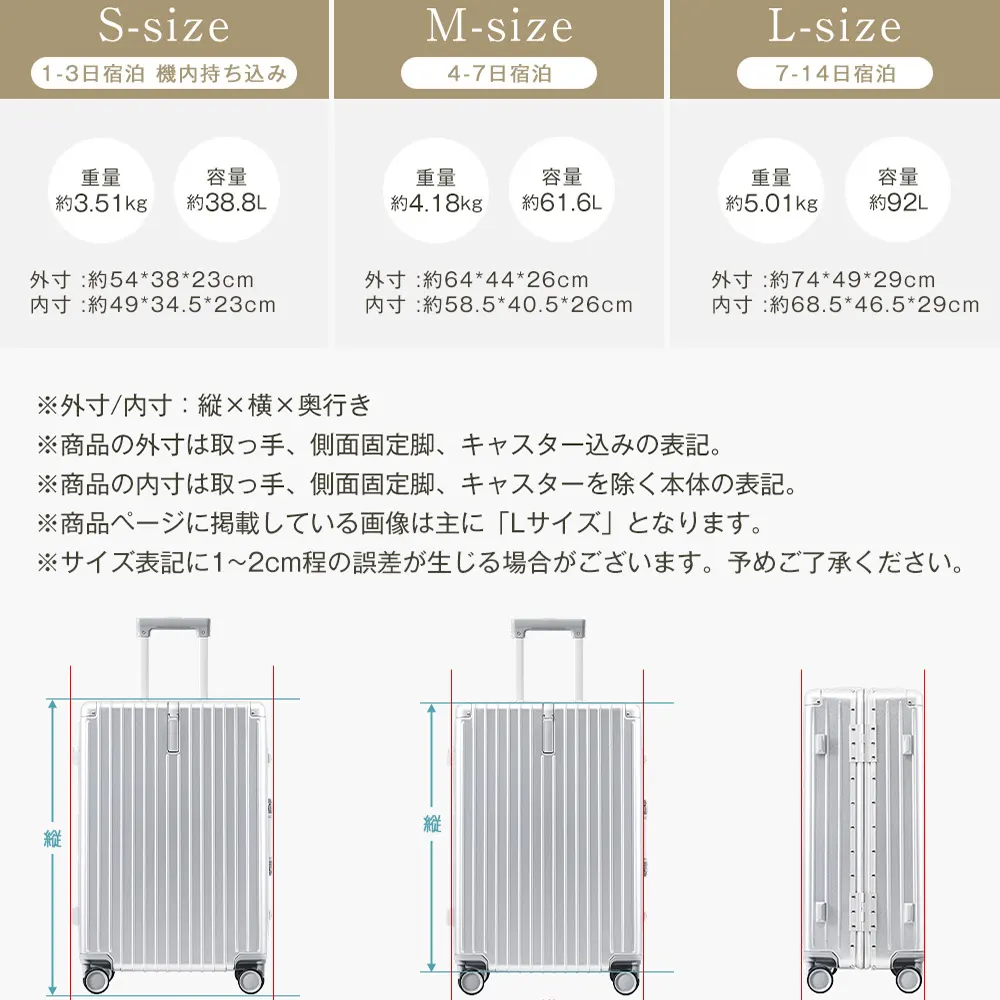 S-size
1-3日宿泊 機内持ち込み
重量
約3.51kg
容量
約38.8L
外寸 :約54*38*23cm
内寸 :約49*34.5*23cm
M-size
4-7日宿泊
重量
約4.18kg
容量
約61.6L
外寸 :約64*44*26cm
内寸 :約58.5*40.5*26cm
L-size
7-14日宿泊
重量
約5.01kg
容量
約92L
外寸 :約74*49*29cm
内寸 :約68.5*46.5*29cm
※外寸/内寸:縦×横×奥行き
※商品の外寸は取っ手、側面固定脚、キャスター込みの表記。
※商品の内寸は取っ手、側面固定脚、キャスターを除く本体の表記。
※商品ページに掲載している画像は主に「Lサイズ」となります。
※サイズ表記に1〜2cm程の誤差が生じる場合がございます。予めご了承ください。
縦
縦